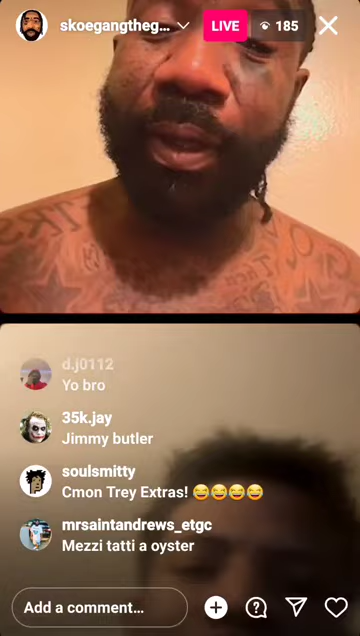 skoegangtheg...
LIVE
185
d.j0112
Yo bro
35k.jay
Jimmy butler
soulsmitty
Cmon Trey Extras! 😂😂😂😂
mrsaintandrews_etgc
Mezzi tatti a oyster
Add a comment...